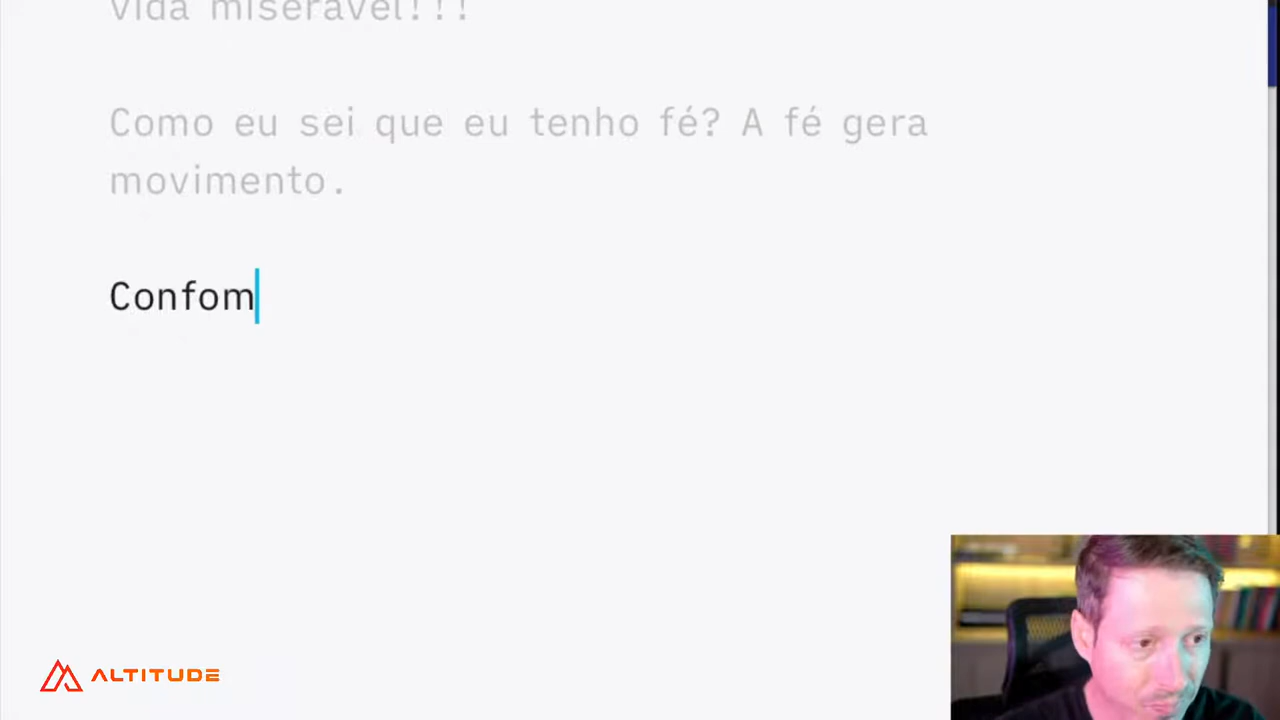 vida miserável!!!
Como eu sei que eu tenho fé? A fé gera
movimento.
Confom
ALTITUDE